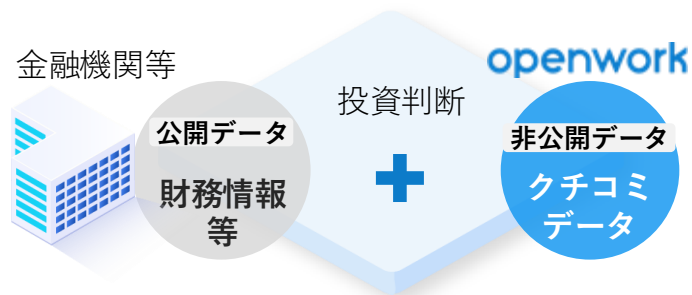 金融機関等
公開データ
財務情報
等
投資判断
openwork
非公開データ
クチコミ
データ